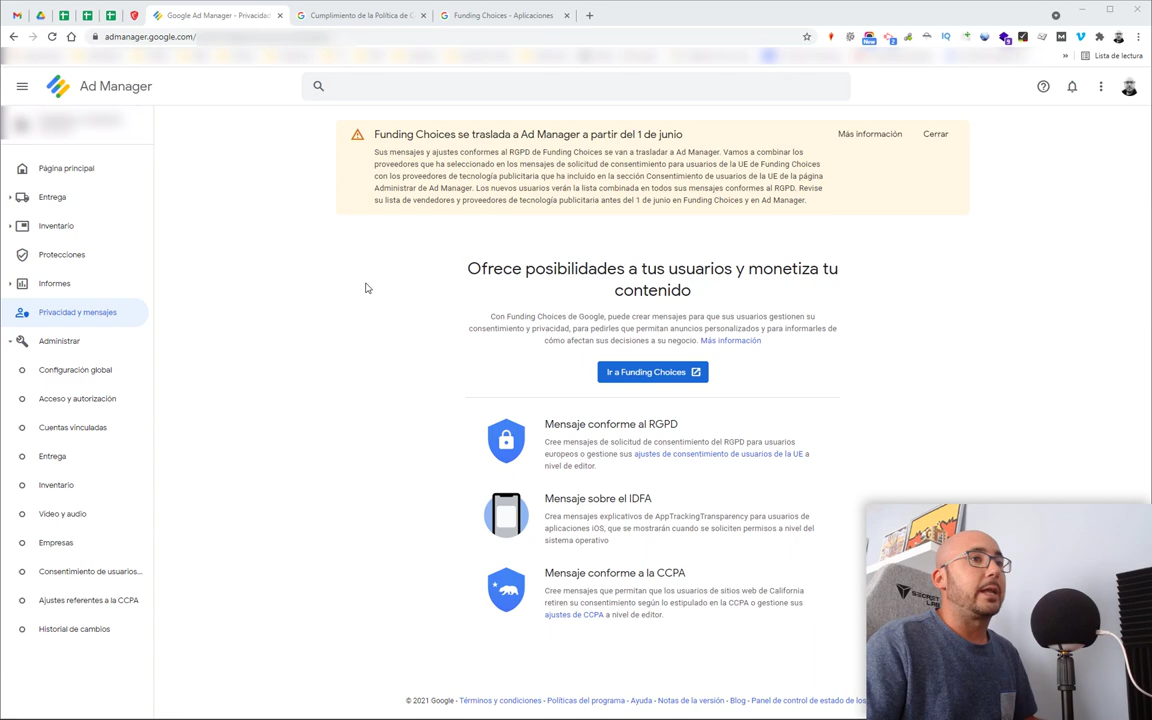 Google Ad Manager - Privacidad
Cumplimiento de la Política de C
Funding Choices - Aplicaciones
admanager.google.com/
New
Lista de lectura
Ad Manager
Funding Choices se traslada a Ad Manager a partir del 1 de junio
Más información
Cerrar
Sus mensajes y ajustes conformes al RGPD de Funding Choices se van a trasladar a Ad Manager. Vamos a combinar los
proveedores que ha seleccionado en los mensajes de solicitud de consentimiento para usuarios de la UE de Funding Choices
con los proveedores de tecnología publicitaria que ha incluido en la sección Consentimiento de usuarios de la UE de la página
Administrar de Ad Manager. Los nuevos usuarios verán la lista combinada en todos sus mensajes conformes al RGPD. Revise
su lista de vendedores y proveedores de tecnología publicitaria antes del 1 de junio en Funding Choices y en Ad Manager.
Página principal
Entrega
Inventario
Protecciones
Informes
Privacidad y mensajes
Administrar
Configuración global
Acceso y autorización
Cuentas vinculadas
Entrega
Inventario
Video y audio
Empresas
Consentimiento de usuarios...
Ajustes referentes a la CCPA
Historial de cambios
Ofrece posibilidades a tus usuarios y monetiza tu
contenido
Con Funding Choices de Google, puede crear mensajes para que sus usuarios gestionen su
consentimiento y privacidad, para pedirles que permitan anuncios personalizados y para informarles de
cómo afectan sus decisiones a su negocio. Más información
Ir a Funding Choices
Mensaje conforme al RGPD
Cree mensajes de solicitud de consentimiento del RGPD para usuarios
europeos o gestione sus ajustes de consentimiento de usuarios de la UE a
nivel de editor.
Mensaje sobre el IDFA
Crea mensajes explicativos de AppTrackingTransparency para usuarios de
aplicaciones iOS, que se mostrarán cuando se soliciten permisos a nivel del
sistema operativo
Mensaje conforme a la CCPA
Cree mensajes que permitan que los usuarios de sitios web de California
retiren su consentimiento según lo estipulado en la CCPA o gestione sus
ajustes de CCPA a nivel de editor.
SECRET
LAB
© 2021 Google - Términos y condiciones - Políticas del programa - Ayuda - Notas de la versión - Blog - Panel de control de estado de los